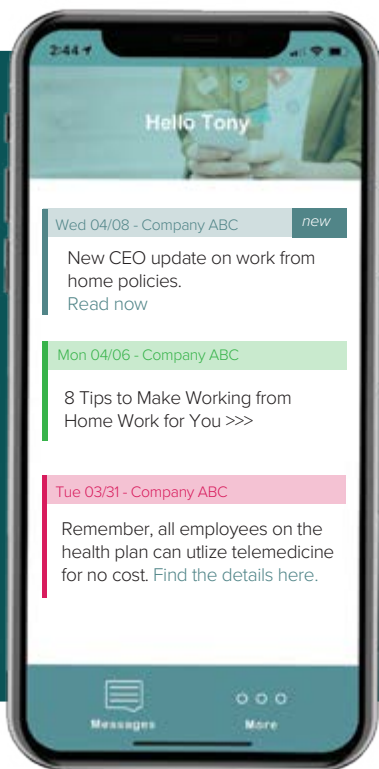 2:44
Hello Tony
Wed 04/08 - Company ABC
new
New CEO update on work from
home policies.
Read now
Mon 04/06 - Company ABC
8 Tips to Make Working from
Home Work for You >>>
Tue 03/31 - Company ABC
Remember, all employees on the
health plan can utlize telemedicine
for no cost. Find the details here.
Messages
More